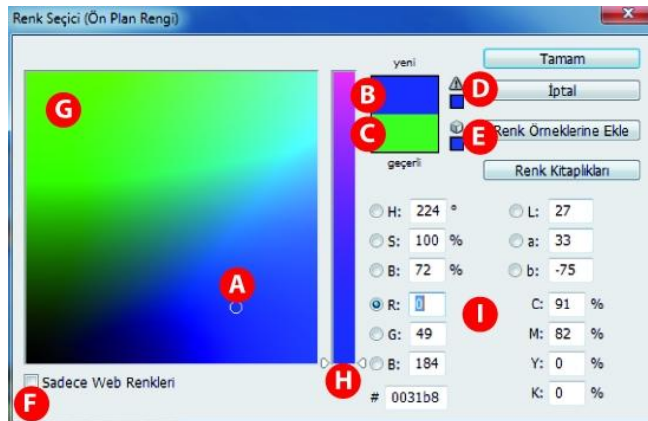 Renk Seçici (Ön Plan Rengi)
yeni
Tamam
G
B
D
İptal
C
E
Renk Örneklerine Ekle
geçerli
Renk Kitaplıkları
H: 224 °
L: 27
S: 100 %
a: 33
B: 72 %
b: -75
A
R: 0
I
C: 91 %
G: 49
M: 82 %
H
B: 184
Y: 0 %
Sadece Web Renkleri
F
# 0031b8
K: 0 %